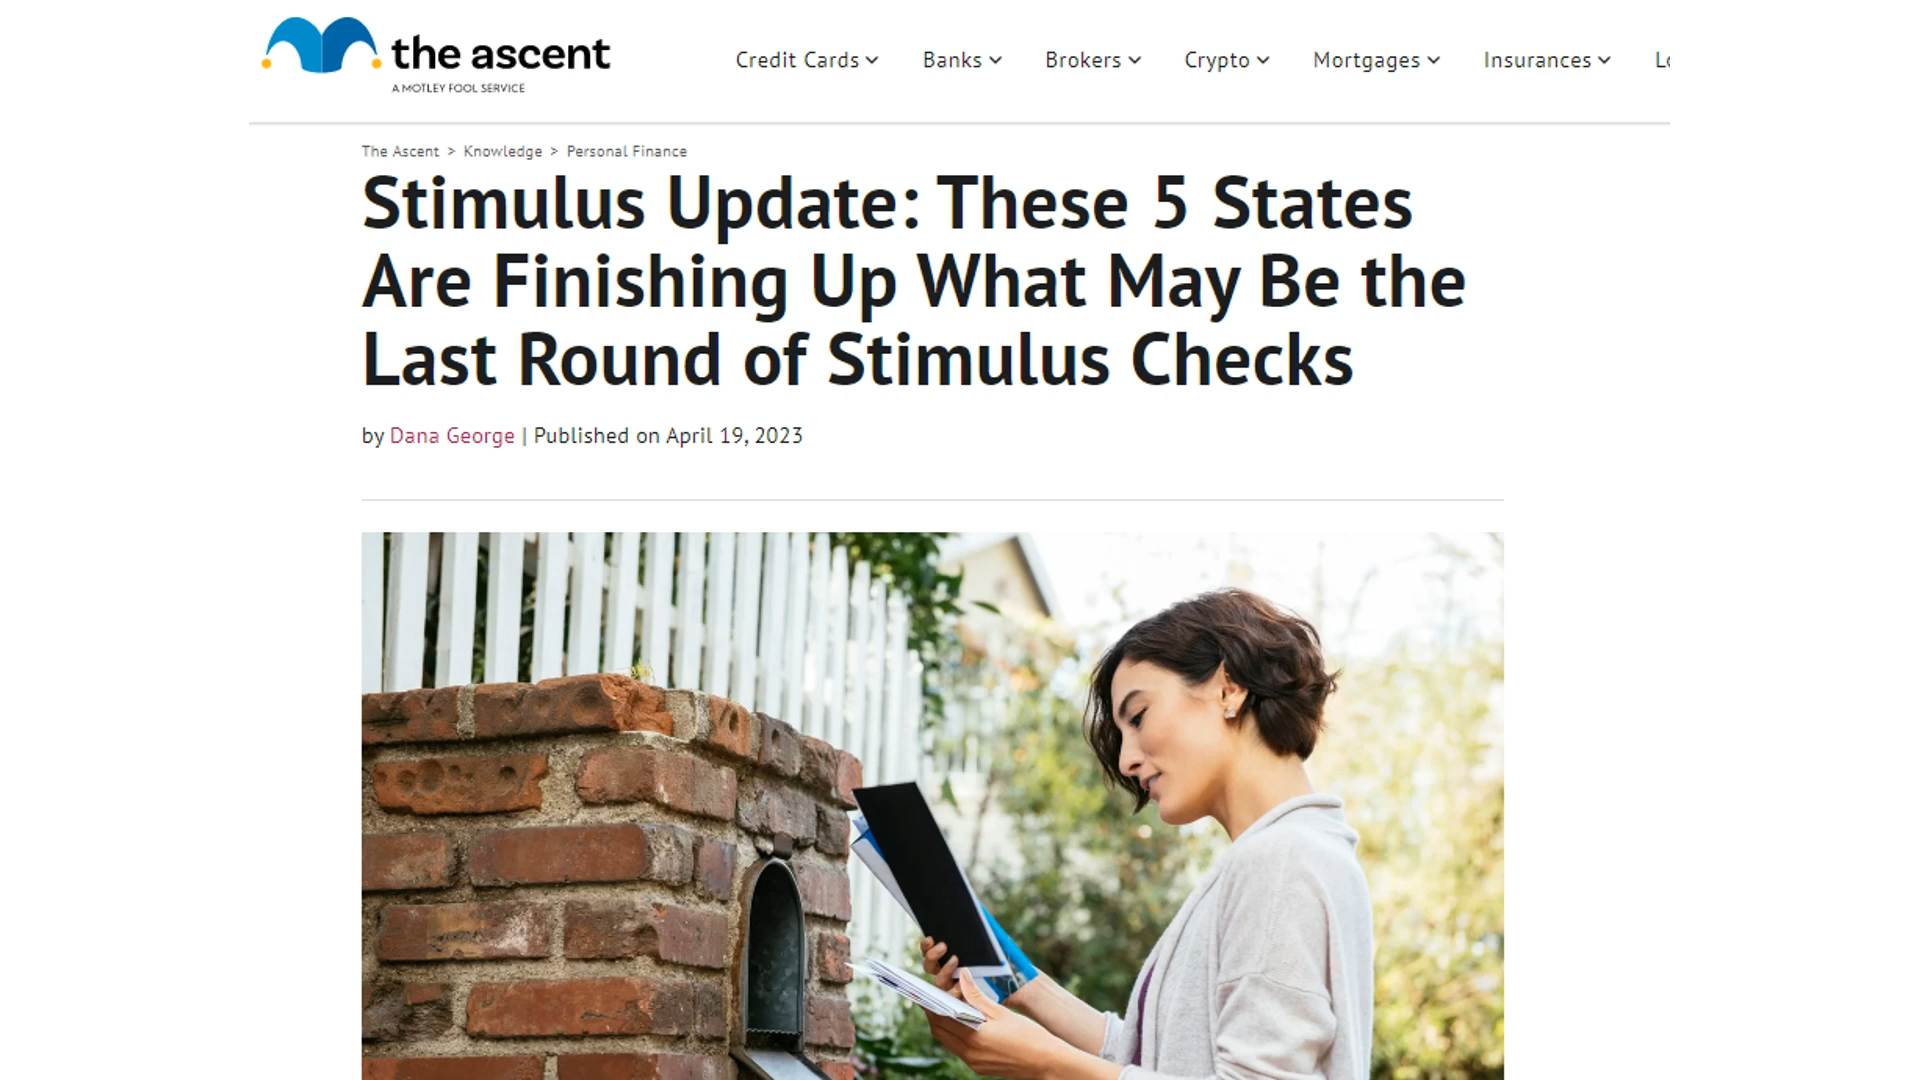 the ascent
A MOTLEY FOOL SERVICE
Credit Cards Banks Brokers Crypto Mortgages Insurances
The Ascent > Knowledge > Personal Finance
Stimulus Update: These 5 States
Are Finishing Up What May Be the
Last Round of Stimulus Checks
by Dana George | Published on April 19, 2023